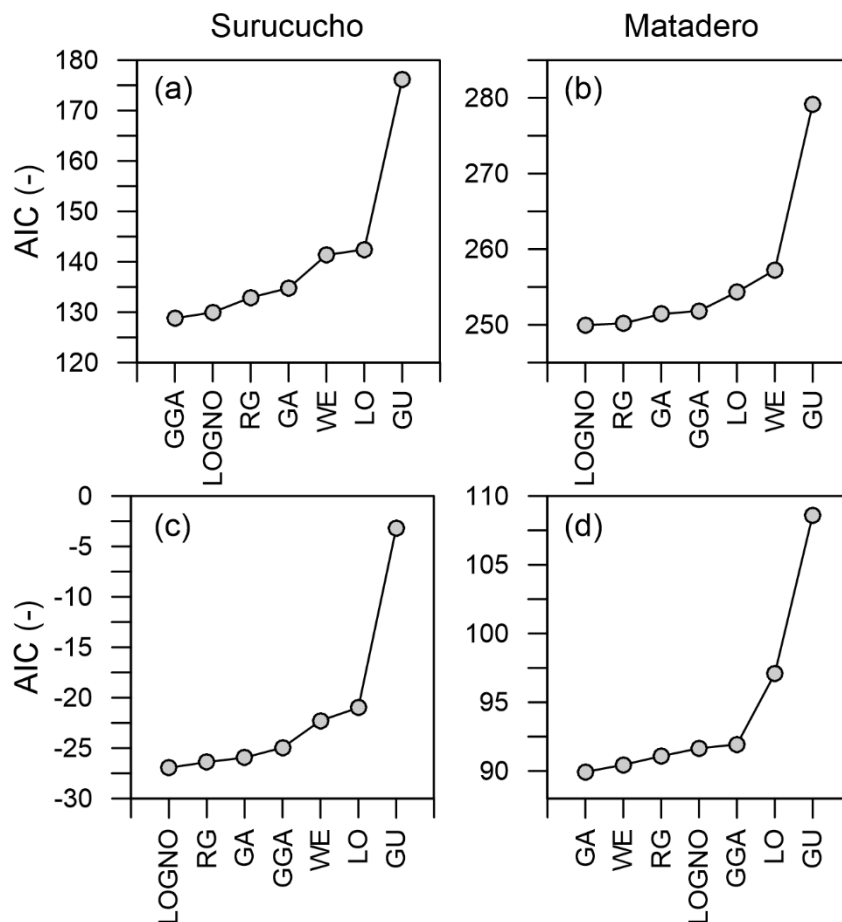 Surucucho
Matadero
(a)
AIC (-)
180
170
160
150
140
130
120
GGA
LOGNO
RG
GA
WE
LO
GU
(b)
280
270
260
250
LOGNO
RG
GA
GGA
LO
WE
GU
(c)
AIC (-)
0
-5
-10
-15
-20
-25
-30
LOGNO
RG
GA
GGA
WE
LO
GU
(d)
110
105
100
95
90
GA
WE
RG
LOGNO
GGA
LO
GU